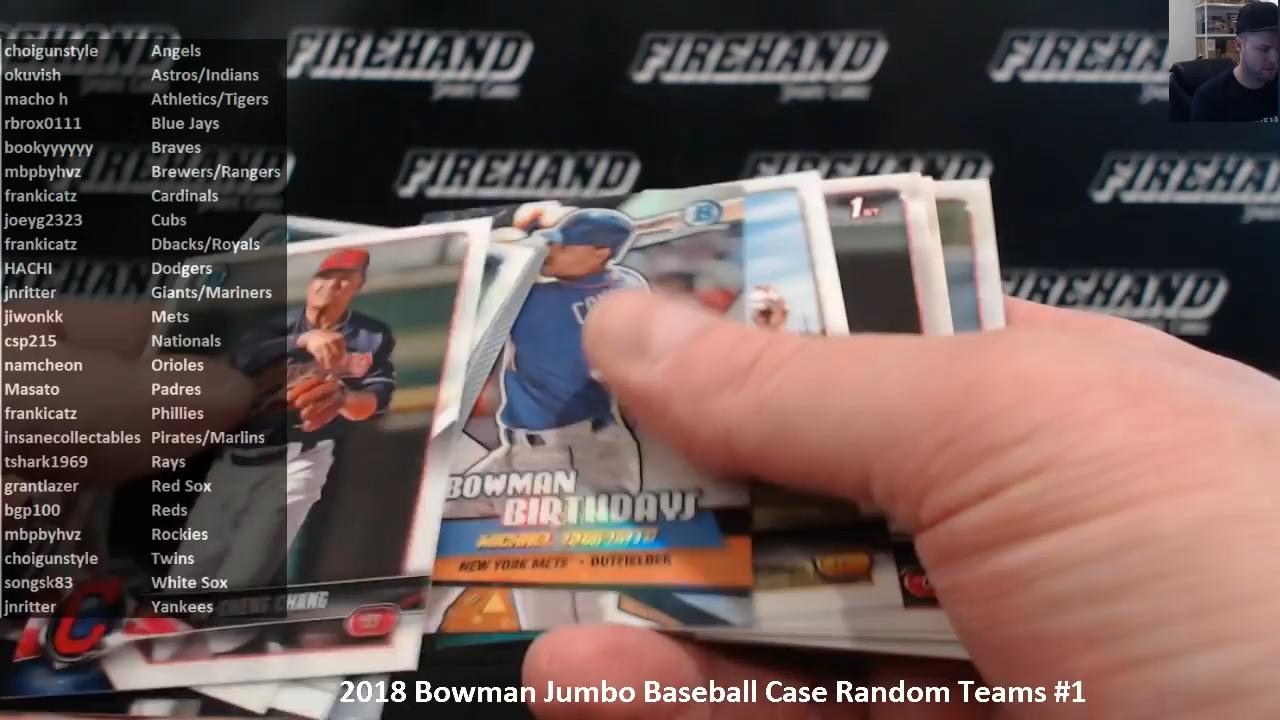 choigunstyle Angels
okuvish Astros/Indians
macho h Athletics/Tigers
rbrox0111 Blue Jays
bookyyyyyy Braves
mbpbyhvz Brewers/Rangers
frankicatz Cardinals
joeyg2323 Cubs
frankicatz Dbacks/Royals
HACHI Dodgers
jnritter Giants/Mariners
jiwonkk Mets
csp215 Nationals
namcheon Orioles
Masato Padres
frankicatz Phillies
insanecollectables Pirates/Marlins
tshark1969 Rays
grantlazer Red Sox
bgp100 Reds
mbpbyhvz Rockies
choigunstyle Twins
songsk83 White Sox
jnritter Yankees
FIREHAND
FIREHAND
FIREHAND
FIREHAND
FIREHAND
FIREHAND
FIREHAND
1ST
B
BOWMAN
BIRTHDAYS
MICHAEL CONFORTO
NEW YORK METS • OUTFIELDER
CHANG
C
2018 Bowman Jumbo Baseball Case Random Teams #1